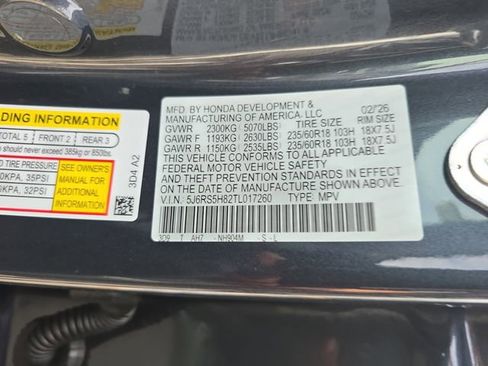 DING INFORMATION
TOTAL 5 FRONT 2 REAR 3
should never exceed 385kg or 850lbs.
TIRE PRESSURE
0KPA, 35PSI
0KPA, 32PSI
SEE OWNER'S
MANUAL FOR
ADDITIONAL
INFORMATION
3D4 A2
MFD. BY HONDA DEVELOPMENT &
MANUFACTURING OF AMERICA, LLC 02/'26
GVWR 2300KG 5070LBS TIRE SIZE RIM SIZE
GAWR F 1193KG 2630LBS 235/60R18 103H 18X7.5J
GAWR R 1150KG 2535LBS 235/60R18 103H 18X7.5J
THIS VEHICLE CONFORMS TO ALL APPLICABLE
FEDERAL MOTOR VEHICLE SAFETY
AND THEFT PREVENTION STANDARDS IN EFFECT ON
THE DATE OF MANUFACTURE SHOWN ABOVE.
V.I.N. 5J6RS5H82TL017260 TYPE: MPV
3D9 T AH7 NH904M S - L